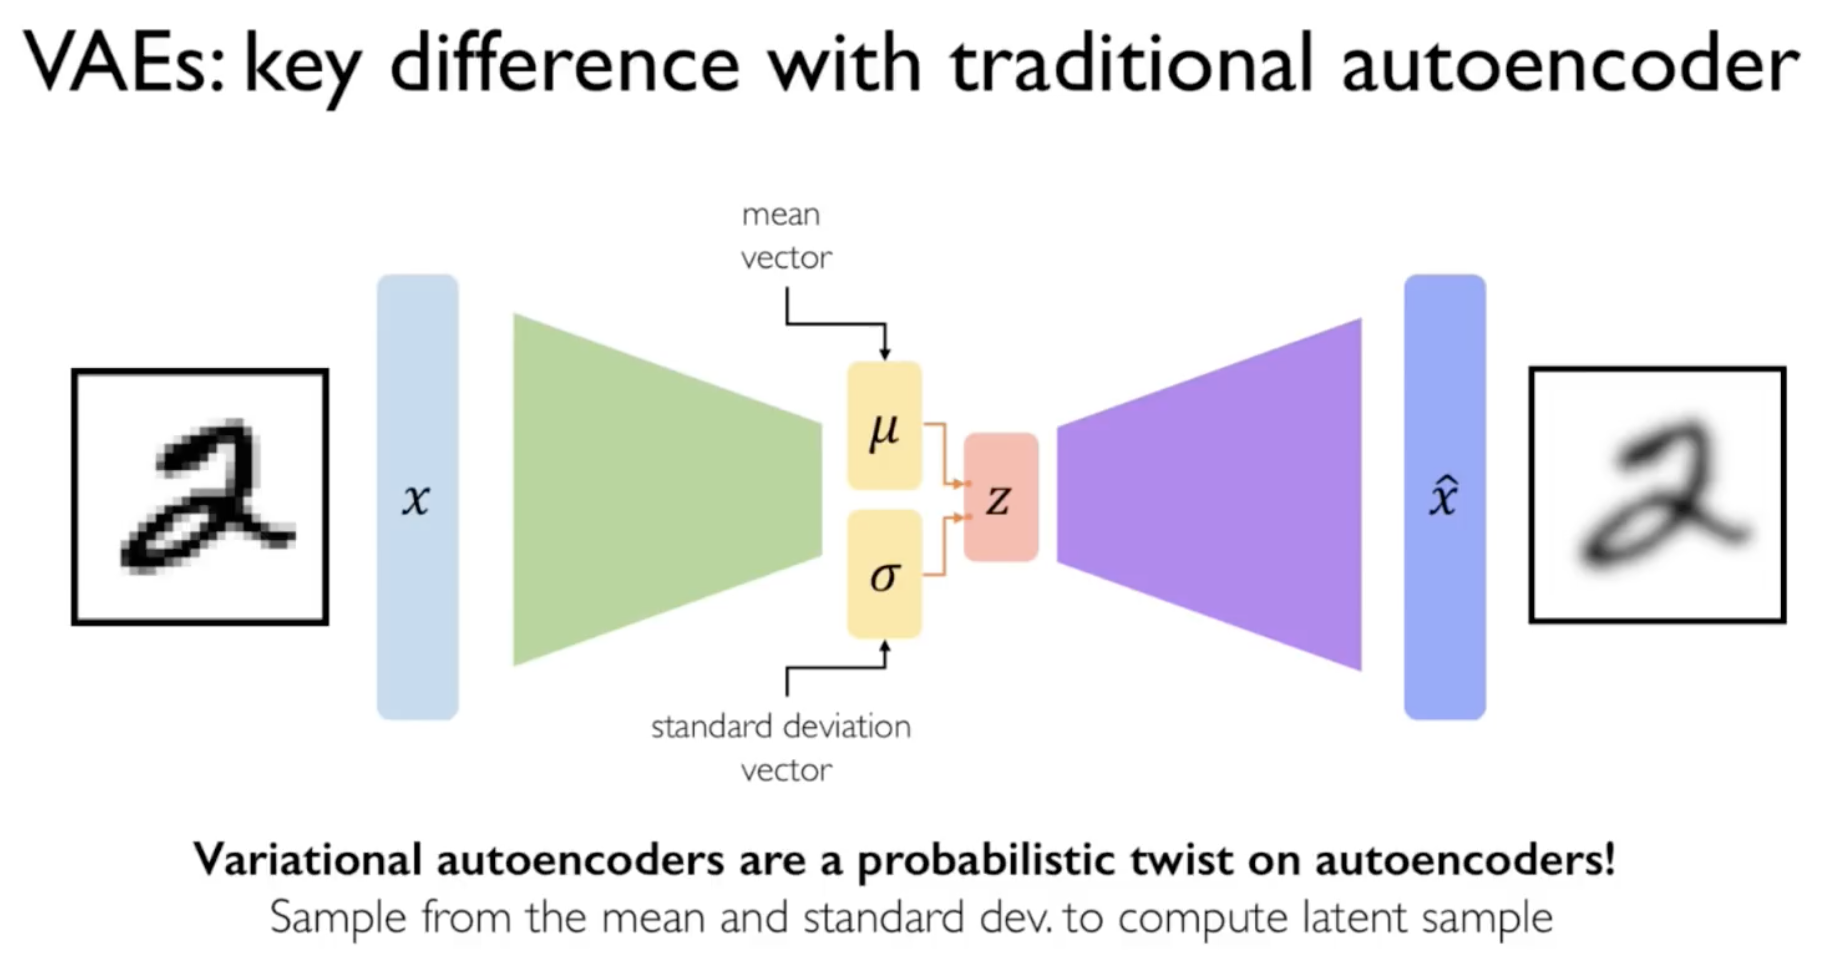 VAEs: key difference with traditional autoencoder
mean
vector
x
μ
σ
z
x̂
standard deviation
vector
Variational autoencoders are a probabilistic twist on autoencoders!
Sample from the mean and standard dev. to compute latent sample